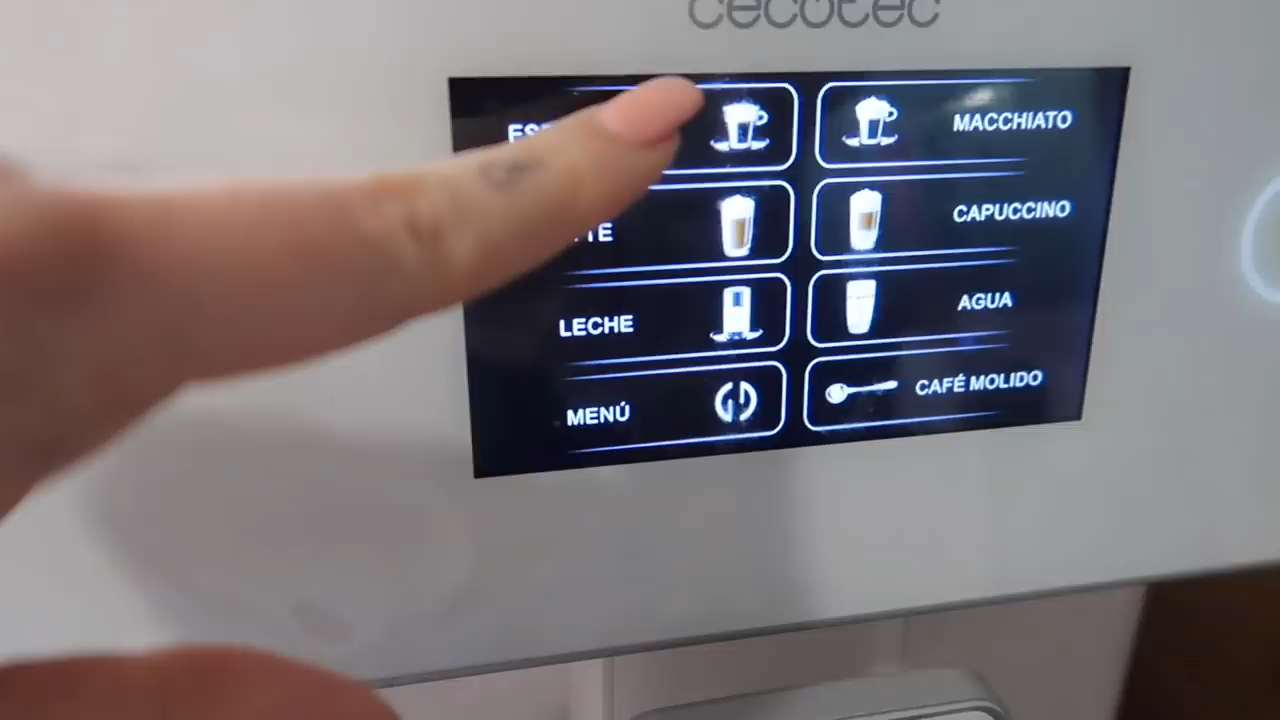 cecotec
MACCHIATO
CAPUCCINO
LECHE
AGUA
MENÚ
CAFÉ MOLIDO